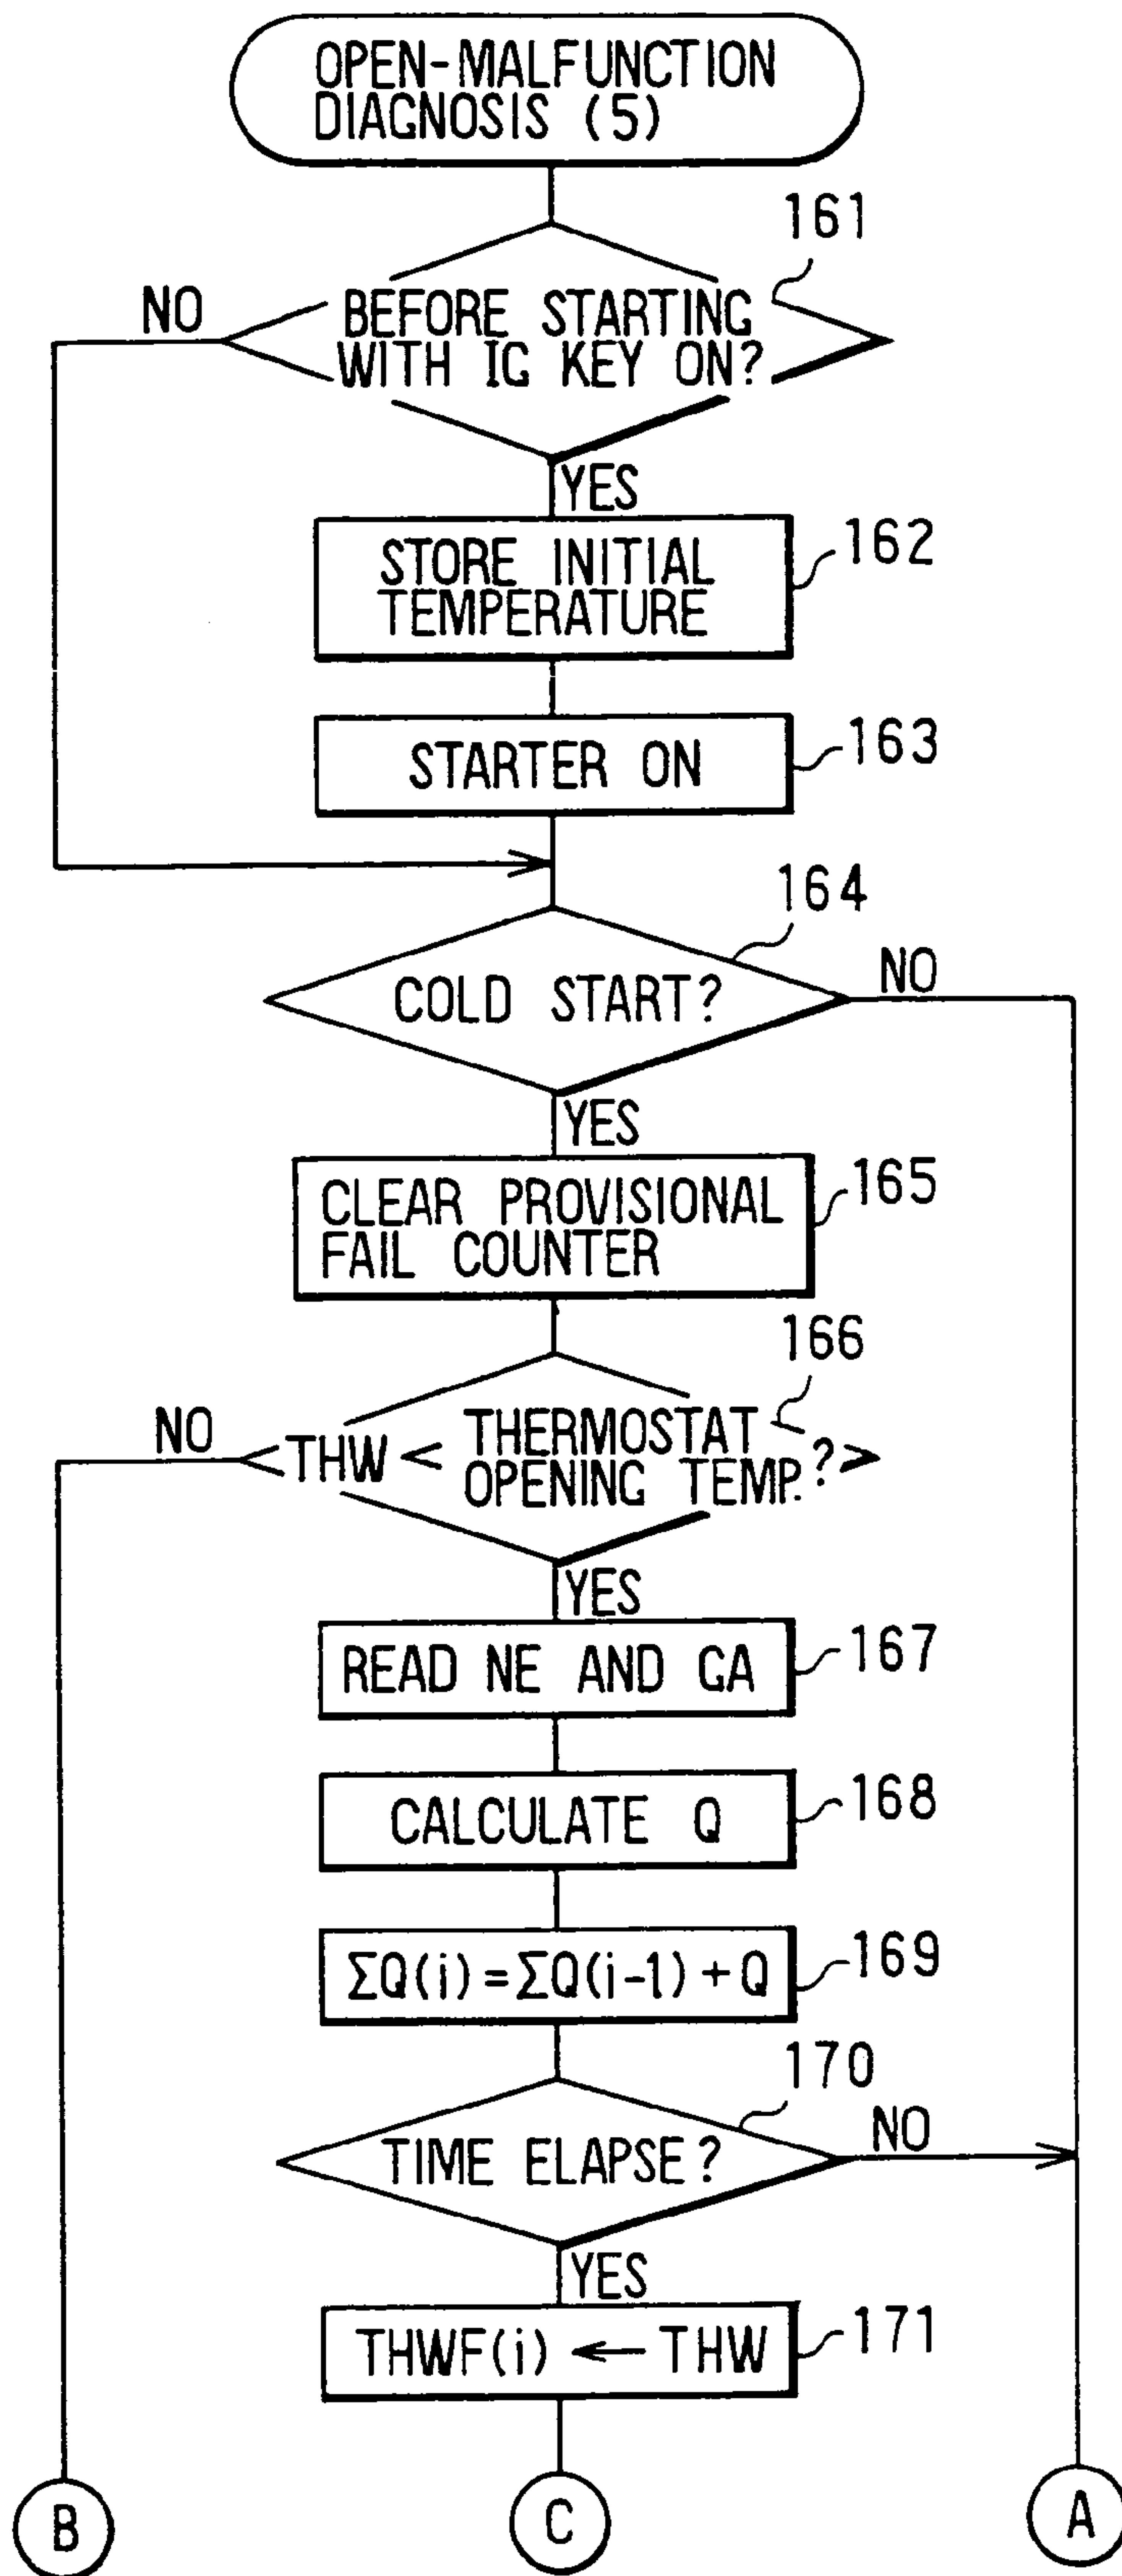 OPEN-MALFUNCTION
DIAGNOSIS (5)
161
NO
BEFORE STARTING
WITH IG KEY ON?
YES
162
STORE INITIAL
TEMPERATURE
163
STARTER ON
164
COLD START?
NO
YES
165
CLEAR PROVISIONAL
FAIL COUNTER
166
NO
THW < THERMOSTAT
OPENING TEMP. ?
YES
READ NE AND GA
167
CALCULATE Q
168
ΣQ(i)=ΣQ(i-1)+Q
169
170
TIME ELAPSE?
NO
YES
THWF(i) ← THW
171
B
C
A